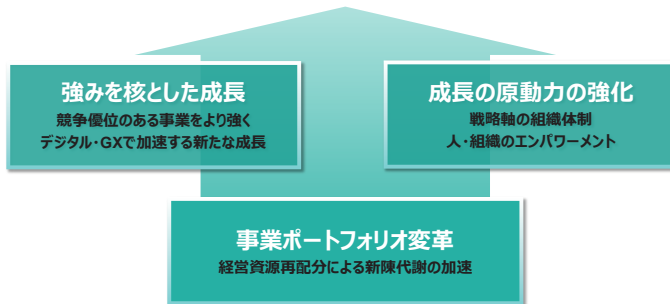 強みを核とした成長
競争優位のある事業をより強く
デジタル・GXで加速する新たな成長
成長の原動力の強化
戦略軸の組織体制
人・組織のエンパワーメント
事業ポートフォリオ変革
経営資源再配分による新陳代謝の加速